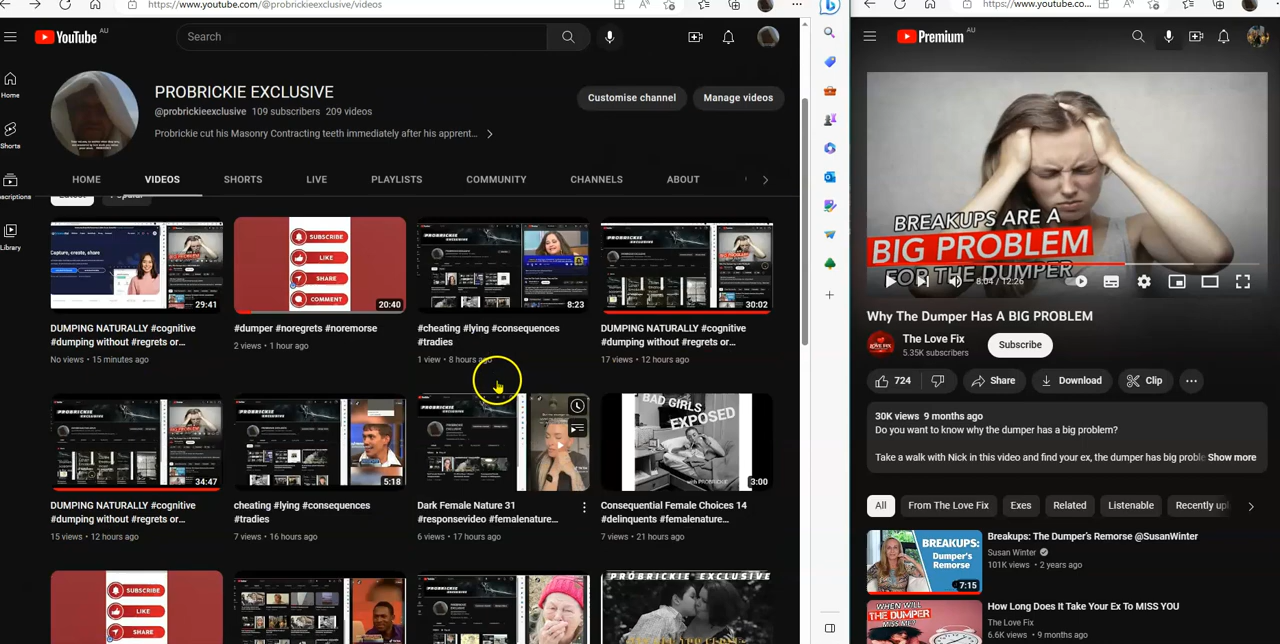 https://www.youtube.com/@probrickieexclusive/videos
YouTube AU
Search
Home
Shorts
Library
PROBRICKIE EXCLUSIVE
@probrickieexclusive 109 subscribers 209 videos
Probrickie cut his Masonry Contracting teeth immediately after his apprent...
Customise channel
Manage videos
HOME VIDEOS SHORTS LIVE PLAYLISTS COMMUNITY CHANNELS ABOUT
29:41
DUMPING NATURALLY #cognitive
#dumping without #regrets or...
No views • 15 minutes ago
SUBSCRIBE
LIKE
SHARE
COMMENT
20:40
#dumper #noregrets #noremorse
2 views • 1 hour ago
8:23
#cheating #lying #consequences
#tradies
1 view • 8 hours ago
30:02
DUMPING NATURALLY #cognitive
#dumping without #regrets or...
17 views • 12 hours ago
34:47
DUMPING NATURALLY #cognitive
#dumping without #regrets or...
15 views • 12 hours ago
5:18
cheating #lying #consequences
#tradies
7 views • 16 hours ago
Dark Female Nature 31
#responsevideo #femalenature...
6 views • 17 hours ago
BAD GIRLS
EXPOSED
with PROBRICKIE
3:00
Consequential Female Choices 14
#delinquents #femalenature...
7 views • 21 hours ago
SUBSCRIBE
LIKE
SHARE
PROBRICKIE EXCLUSIVE
https://www.youtube.co...
Premium AU
BREAKUPS ARE A
BIG PROBLEM
FOR THE DUMPER
8:04 / 12:26
Why The Dumper Has A BIG PROBLEM
The Love Fix
5.35K subscribers
Subscribe
724
Share
Download
Clip
30K views 9 months ago
Do you want to know why the dumper has a big problem?
Take a walk with Nick in this video and find your ex, the dumper has big proble Show more
All From The Love Fix Exes Related Listenable Recently upl
BREAKUPS:
Dumper's
Remorse
7:15
Breakups: The Dumper's Remorse @SusanWinter
Susan Winter
101K views • 2 years ago
WHEN WILL
THE DUMPER
MISS ME?
How Long Does It Take Your Ex To MISS YOU
The Love Fix
6.6K views • 9 months ago